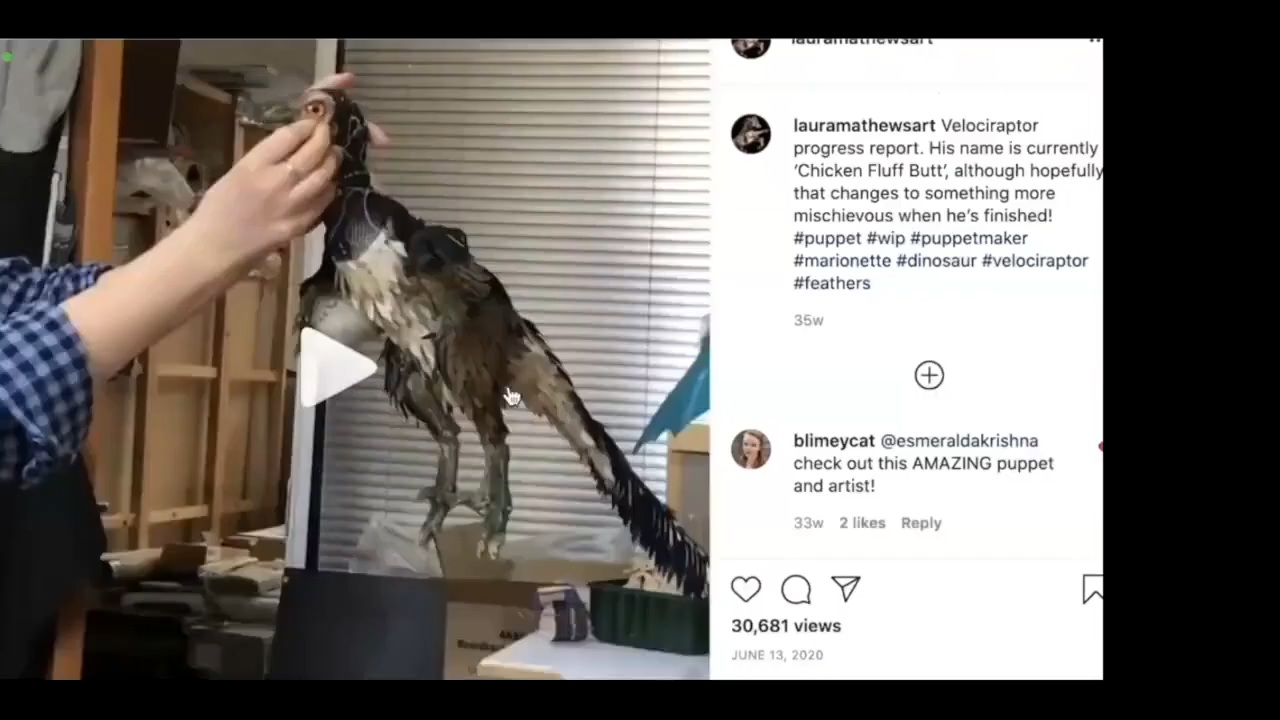 lauramathewsart
lauramathewsart Velociraptor
progress report. His name is currently
‘Chicken Fluff Butt’, although hopefully
that changes to something more
mischievous when he’s finished!
#puppet #wip #puppetmaker
#marionette #dinosaur #velociraptor
#feathers
35w
blimeycat @esmeraldakrishna
check out this AMAZING puppet
and artist!
33w 2 likes Reply
30,681 views
JUNE 13, 2020